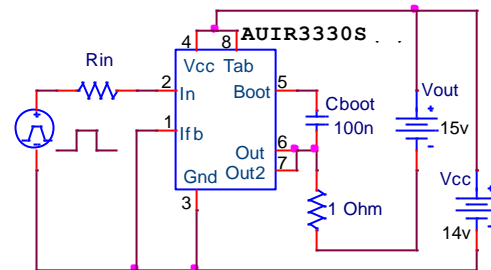 4 8 AUIR3330S . .
Rin
Vcc Tab
2 In
Boot 5
Cboot
100n
Vout
15v
1 Ifb
Out 6
Out2 7
Gnd
3
1 Ohm
Vcc
14v